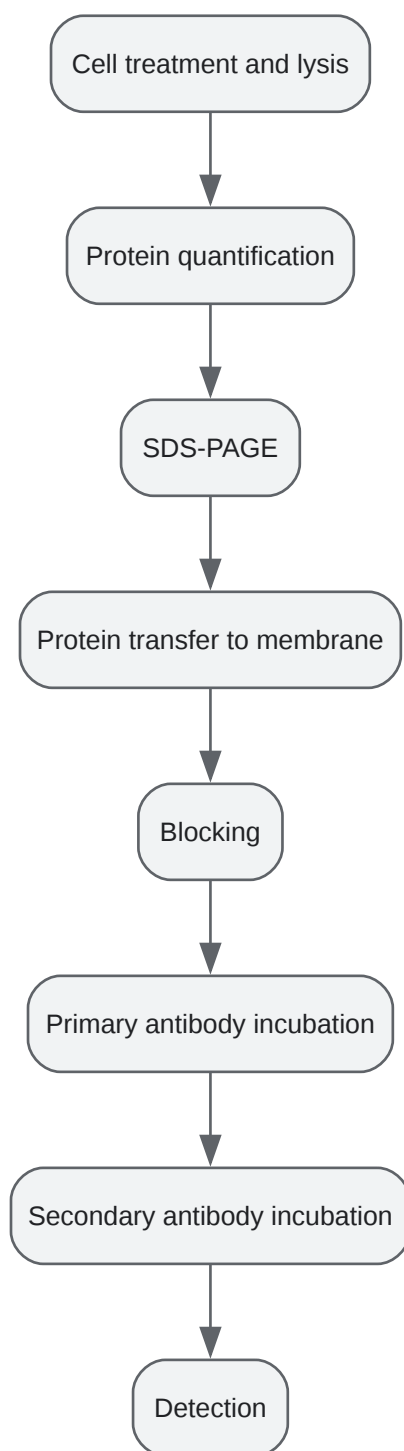 Cell treatment and lysis
Protein quantification
SDS-PAGE
Protein transfer to membrane
Blocking
Primary antibody incubation
Secondary antibody incubation
Detection